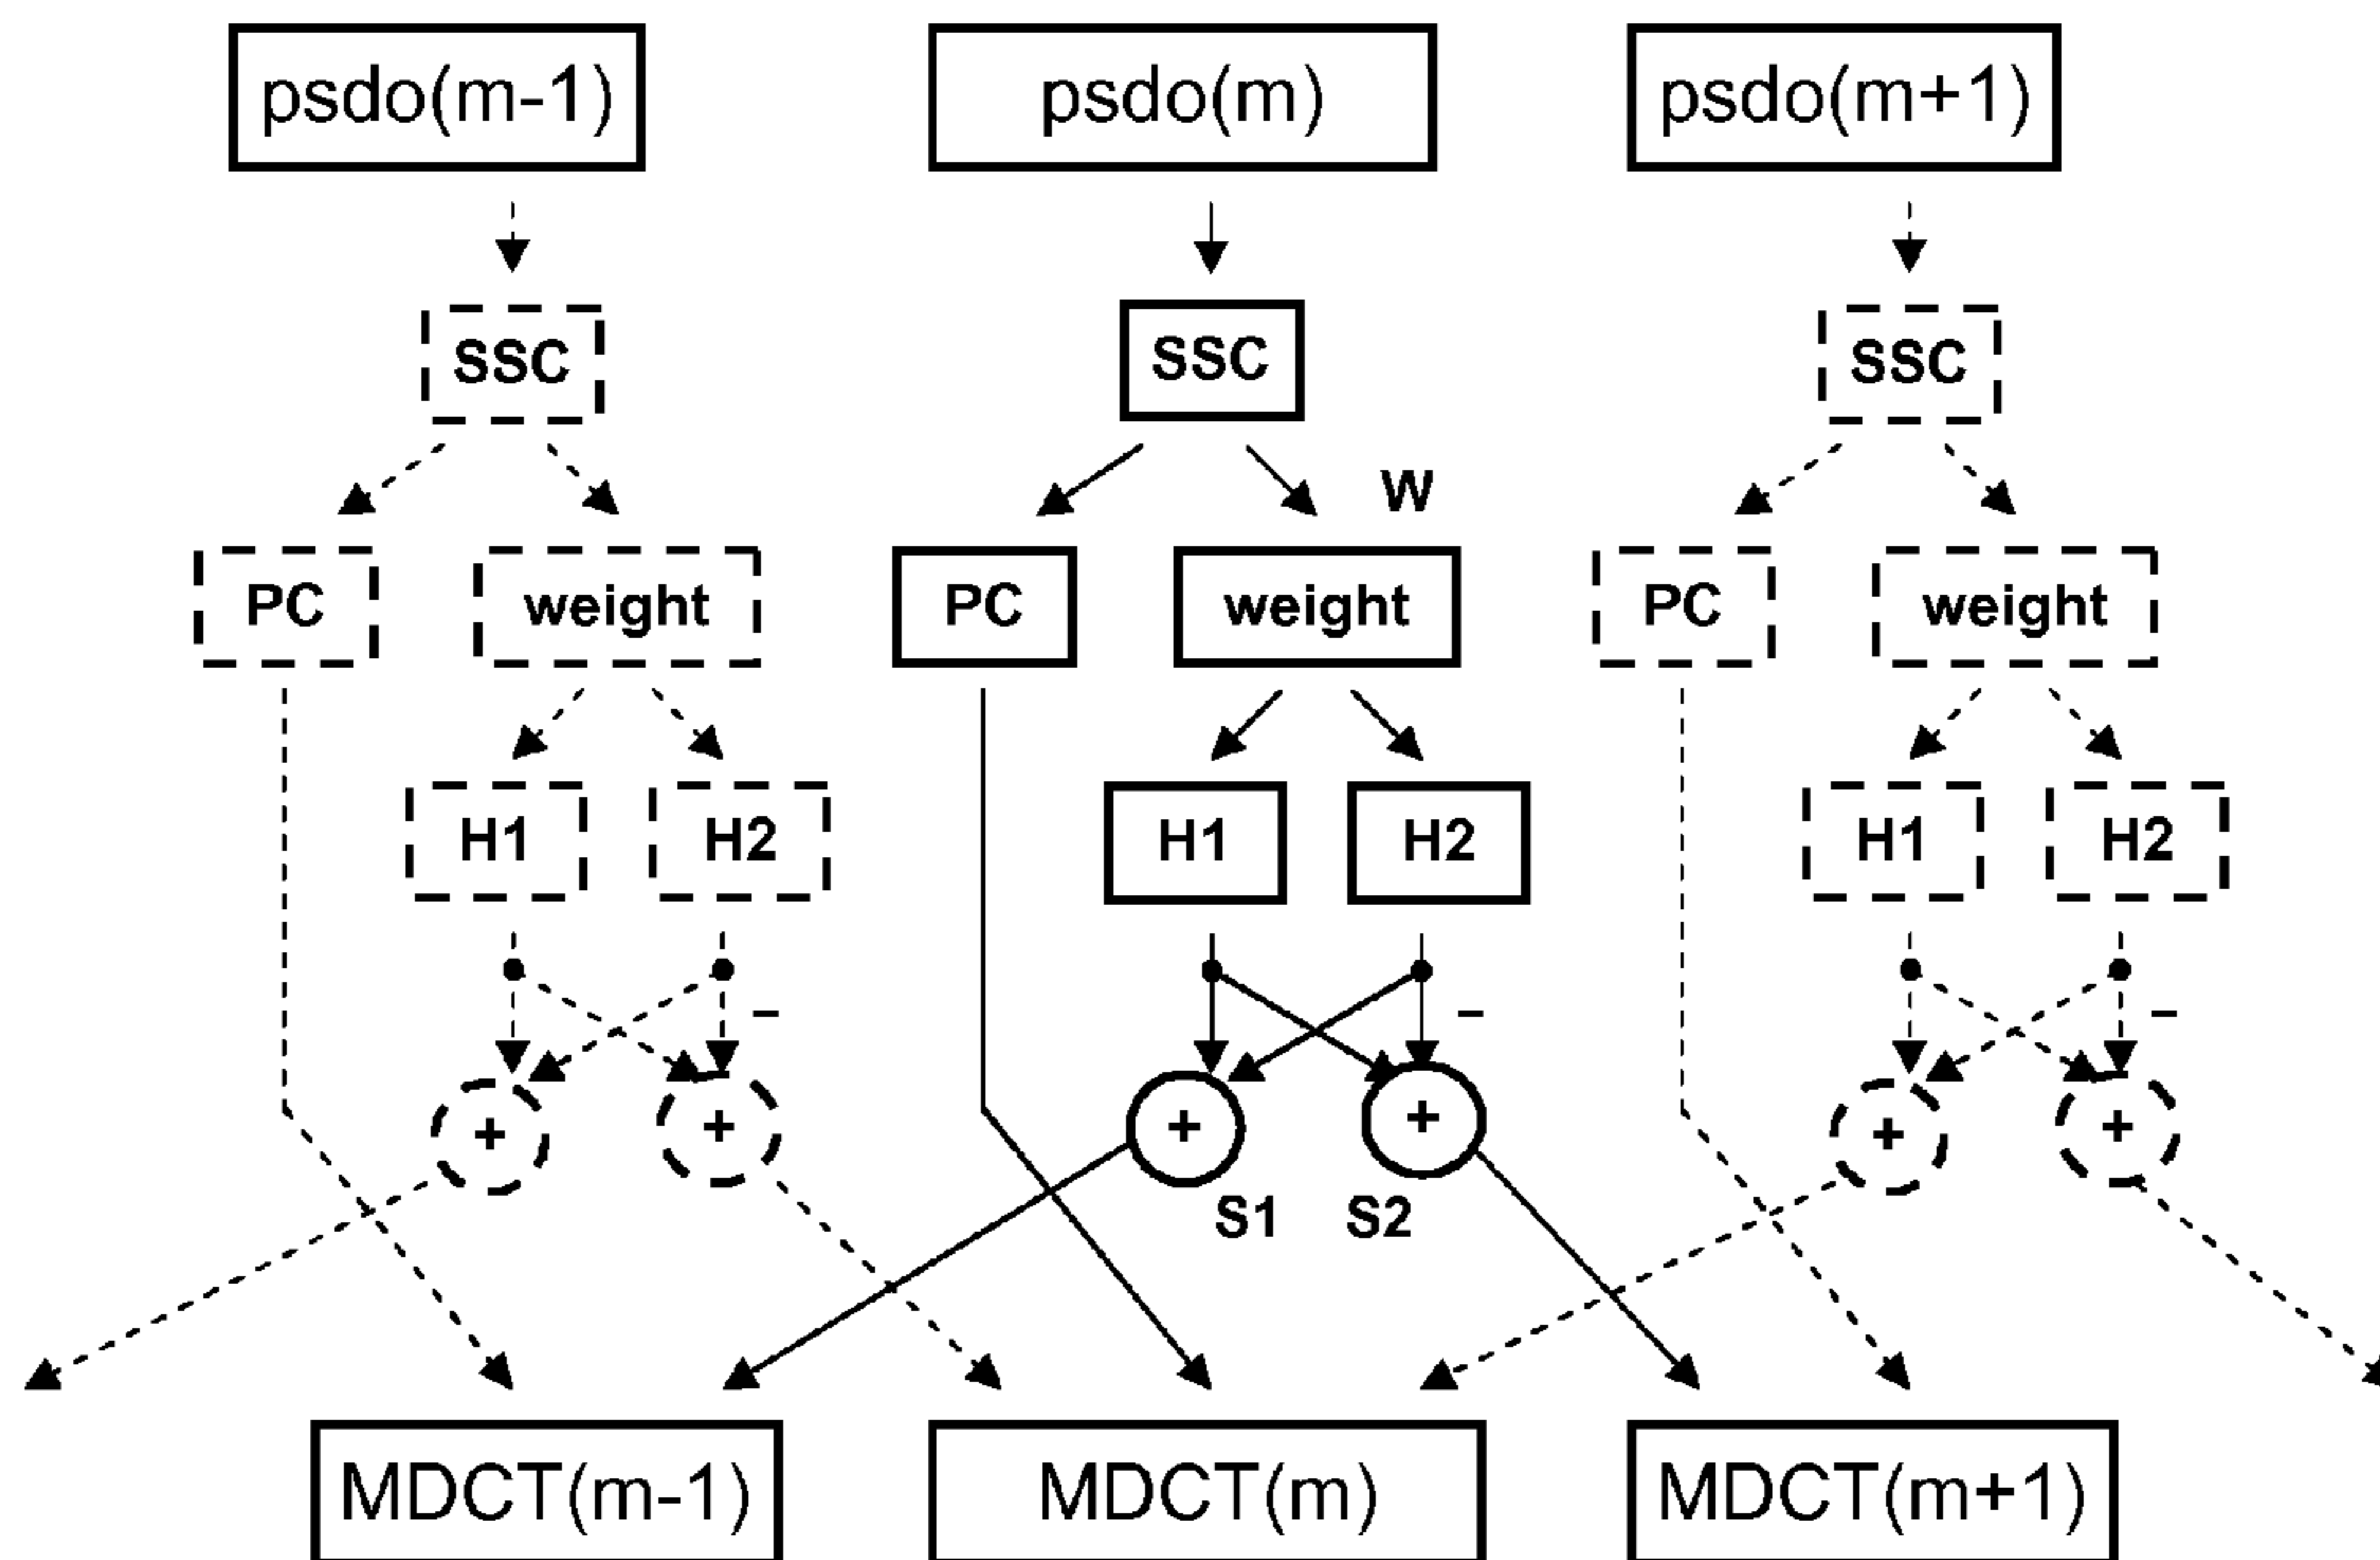 psdo(m-1) psdo(m) psdo(m+1)
SSC SSC SSC
W
PC weight PC weight PC weight
H1 H2 H1 H2 H1 H2
– – –
+ + + + + +
S1 S2
MDCT(m-1) MDCT(m) MDCT(m+1)